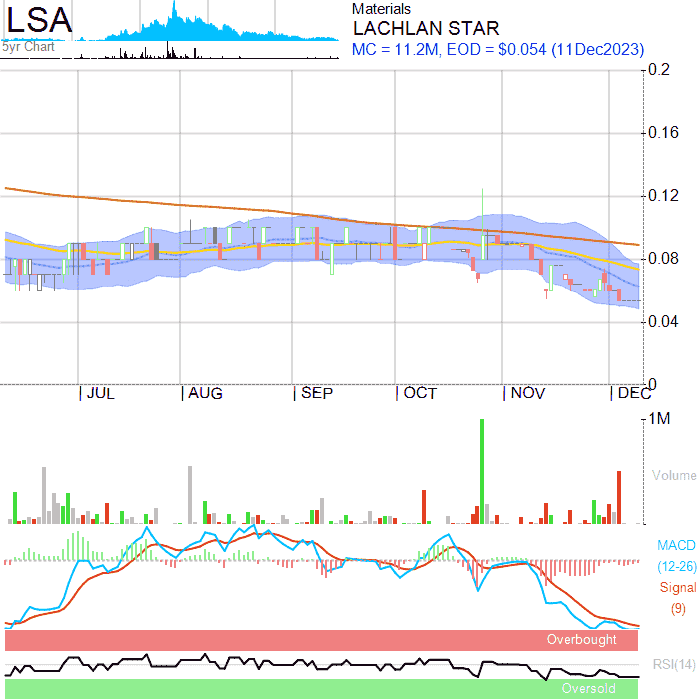 LSA
5yr Chart
Materials
LACHLAN STAR
MC = 11.2M, EOD = $0.054 (11Dec2023)
0.2
0.16
0.12
0.08
0.04
0
JUL AUG SEP OCT NOV DEC
1M
Volume
MACD
(12-26)
Signal
(9)
Overbought
RSI(14)
Oversold